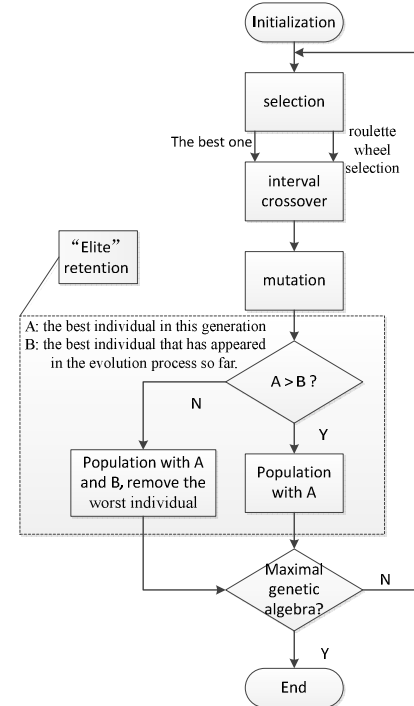 Initialization
selection
The best one
roulette
wheel
selection
interval
crossover
“Elite”
retention
mutation
A: the best individual in this generation
B: the best individual that has appeared
in the evolution process so far.
A > B ?
N
Y
Population with A
and B, remove the
worst individual
Population
with A
Maximal
genetic
algebra?
N
Y
End